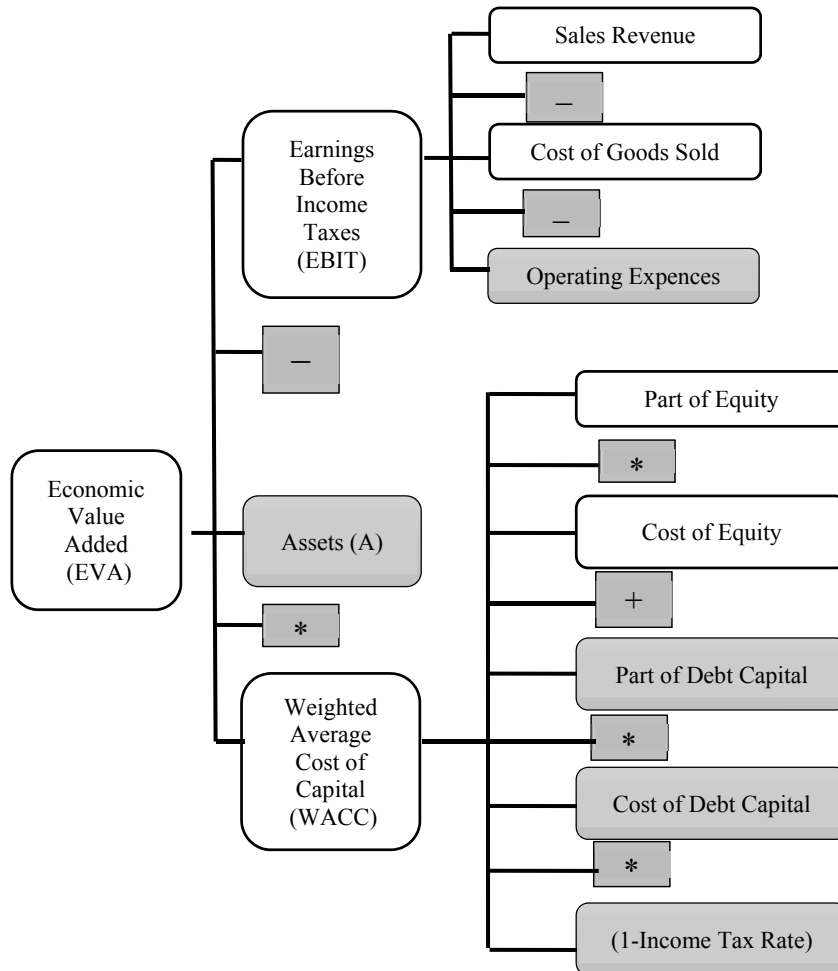 Sales Revenue
–
Cost of Goods Sold
–
Operating Expences
Earnings
Before
Income
Taxes
(EBIT)
–
Economic
Value
Added
(EVA)
Assets (A)
*
Weighted
Average
Cost of
Capital
(WACC)
Part of Equity
*
Cost of Equity
+
Part of Debt Capital
*
Cost of Debt Capital
*
(1-Income Tax Rate)